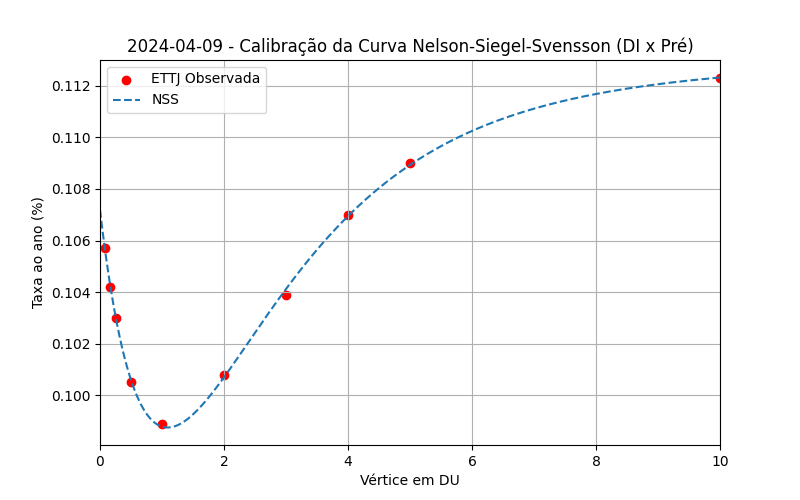 2024-04-09 - Calibração da Curva Nelson-Siegel-Svensson (DI x Pré)
ETTJ Observada
NSS
Taxa ao ano (%)
0.112
0.110
0.108
0.106
0.104
0.102
0.100
0 2 4 6 8 10
Vértice em DU